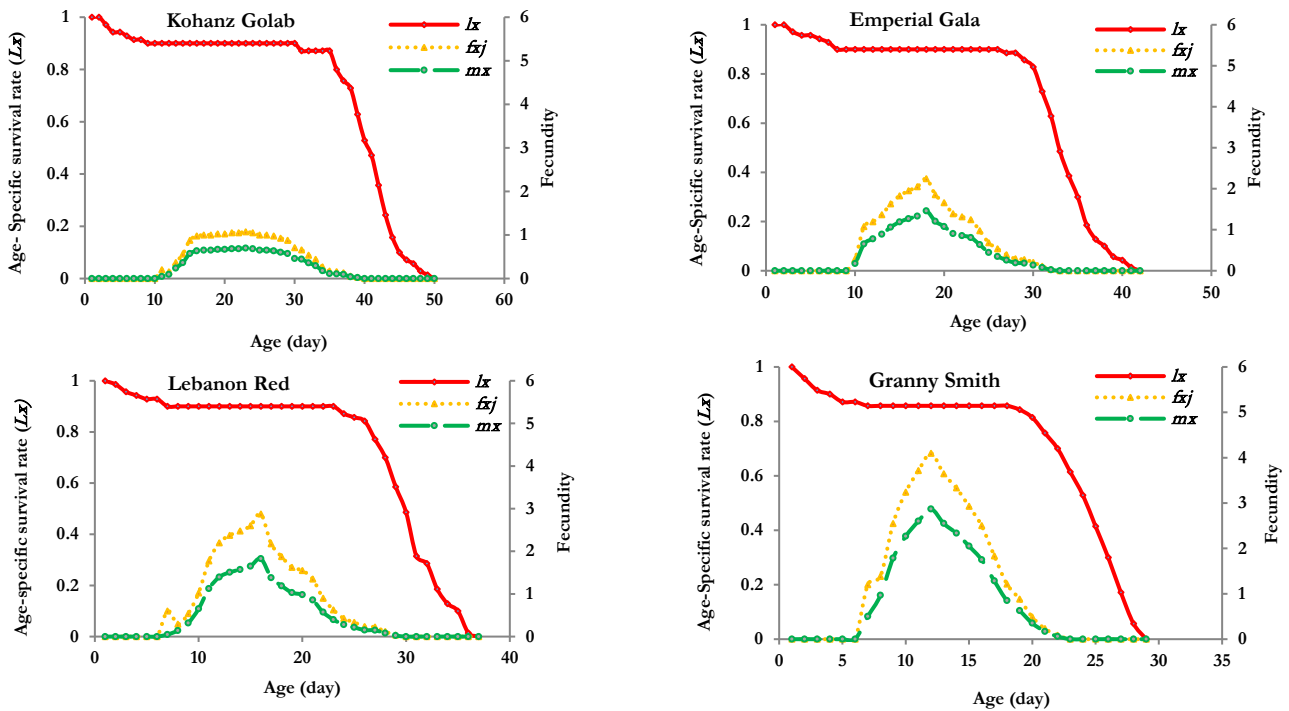 Kohanz Golab
lx
fxj
mx
1
0.8
0.6
0.4
0.2
0
6
5
4
3
2
1
0
0 10 20 30 40 50 60
Age- Specific survival rate (Lx)
Fecundity
Age (day)
Emperial Gala
lx
fxj
mx
1
0.8
0.6
0.4
0.2
0
6
5
4
3
2
1
0
0 10 20 30 40 50
Age-Spicific survival rate (Lx)
Fecundity
Age (day)
Lebanon Red
lx
fxj
mx
1
0.8
0.6
0.4
0.2
0
6
5
4
3
2
1
0
0 10 20 30 40
Age-specific survival rate (Lx)
Fecundity
Age (day)
Granny Smith
lx
fxj
mx
1
0.8
0.6
0.4
0.2
0
6
5
4
3
2
1
0
0 5 10 15 20 25 30 35
Age-Specific survival rate (Lx)
Fecundity
Age (day)